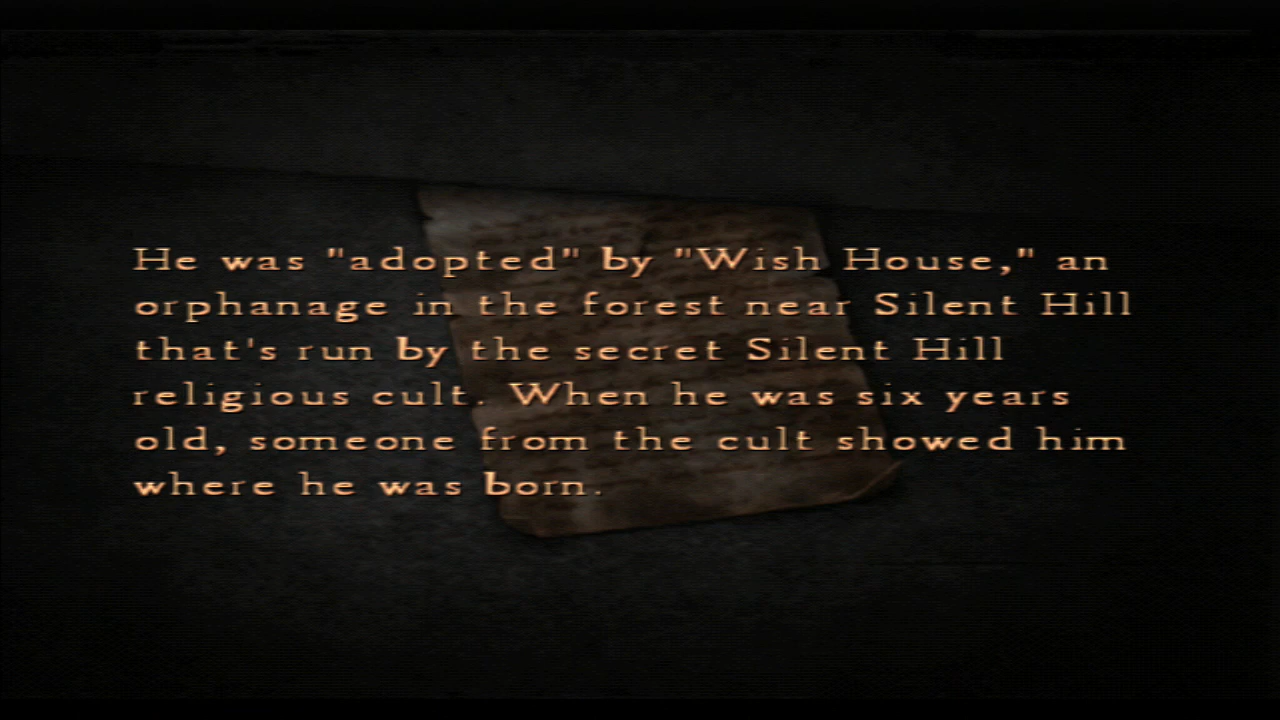 He was "adopted" by "Wish House," an
orphanage in the forest near Silent Hill
that's run by the secret Silent Hill
religious cult. When he was six years
old, someone from the cult showed him
where he was born.